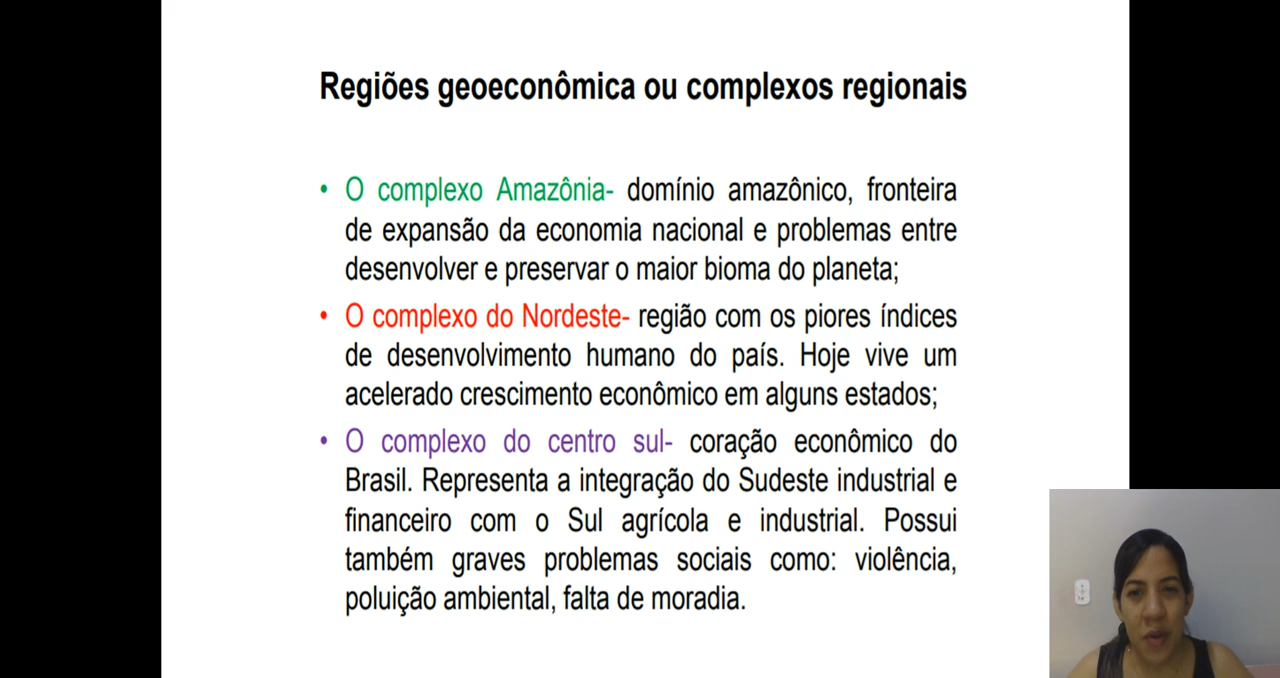 Regiões geoeconômica ou complexos regionais
• O complexo Amazônia- domínio amazônico, fronteira
de expansão da economia nacional e problemas entre
desenvolver e preservar o maior bioma do planeta;
• O complexo do Nordeste- região com os piores índices
de desenvolvimento humano do país. Hoje vive um
acelerado crescimento econômico em alguns estados;
• O complexo do centro sul- coração econômico do
Brasil. Representa a integração do Sudeste industrial e
financeiro com o Sul agrícola e industrial. Possui
também graves problemas sociais como: violência,
poluição ambiental, falta de moradia.